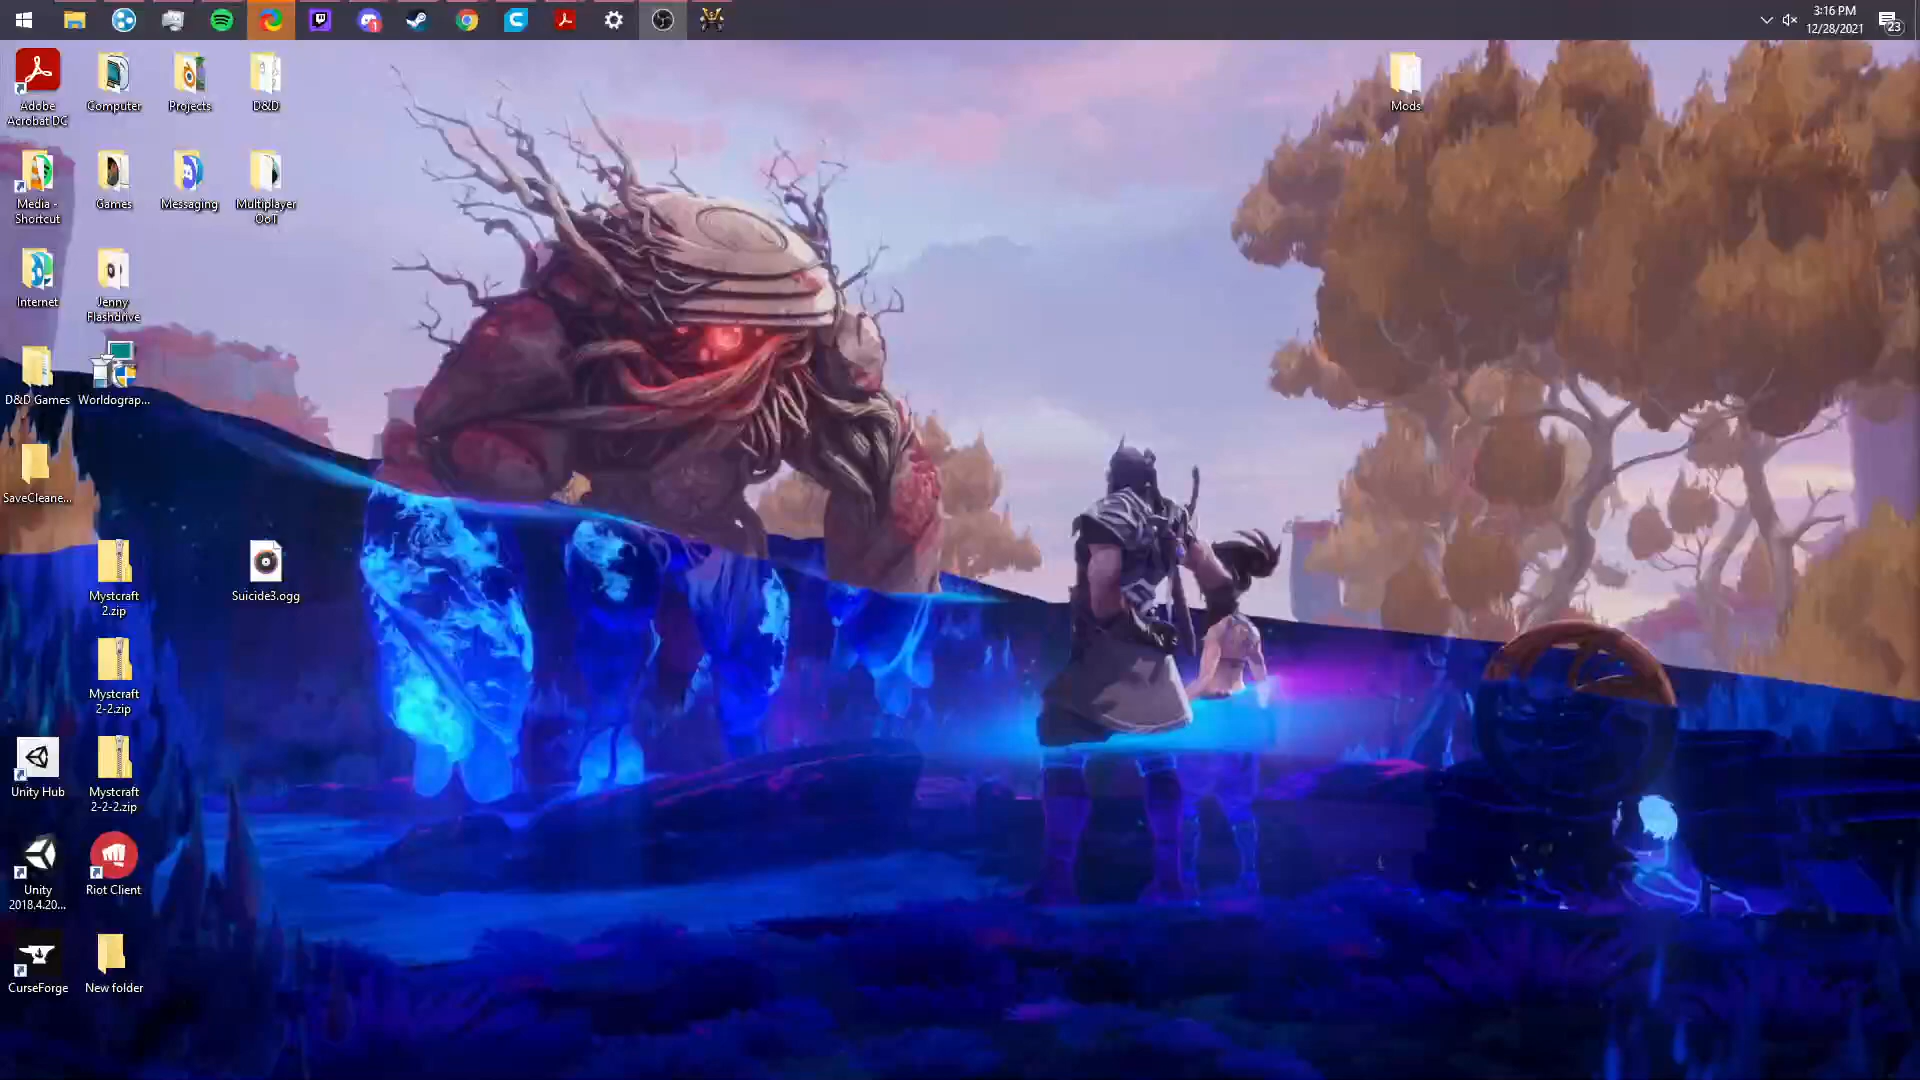 3:16 PM
12/28/2021
23
1
Adobe
Acrobat DC
Computer
Projects
D&D
Mods
Media -
Shortcut
Games
Messaging
Multiplayer
OoT
Internet
Jenny
Flashdrive
D&D Games
Worldograp...
SaveCleane...
Mystcraft
2.zip
Suicide3.ogg
Mystcraft
2-2.zip
Unity Hub
Mystcraft
2-2-2.zip
Unity
2018.4.20...
Riot Client
CurseForge
New folder